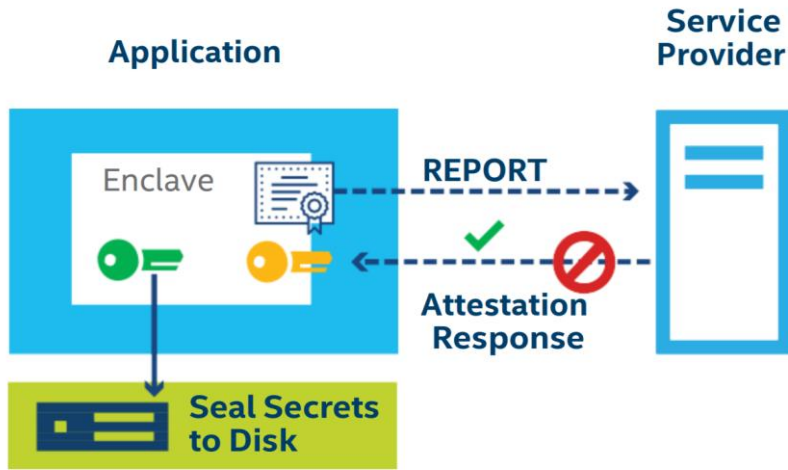 Application
Service
Provider
Enclave
REPORT
Attestation
Response
Seal Secrets
to Disk